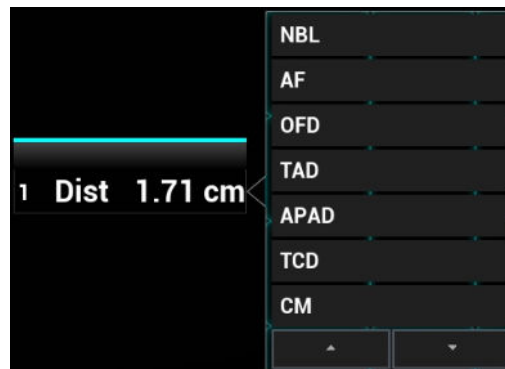 1 Dist 1.71 cm
NBL
AF
OFD
TAD
APAD
TCD
CM